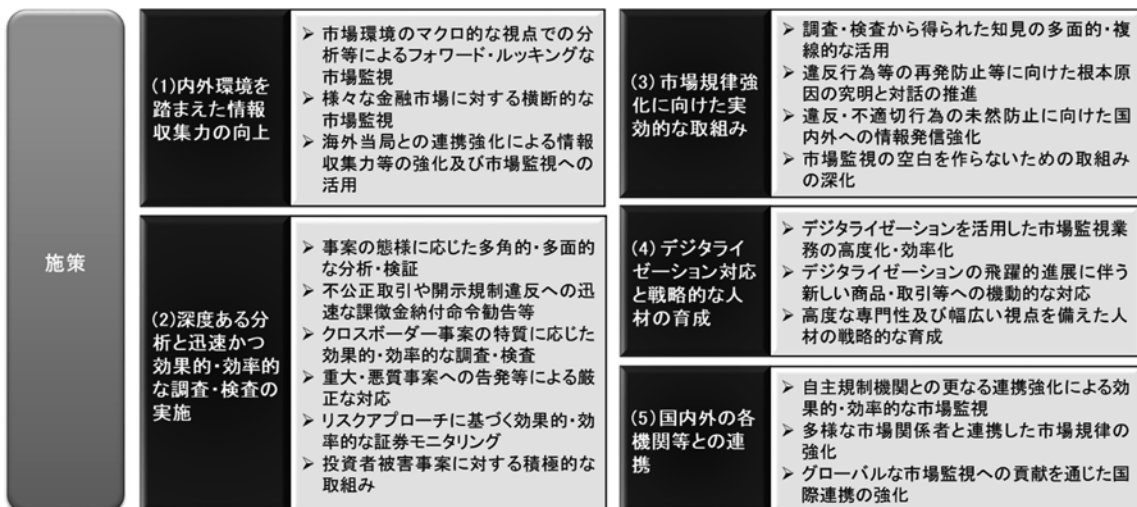 施策
(1)内外環境を
踏まえた情報
収集力の向上
➢ 市場環境のマクロ的な視点での分
析等によるフォワード・ルッキングな
市場監視
➢ 様々な金融市場に対する横断的な
市場監視
➢ 海外当局との連携強化による情報
収集力等の強化及び市場監視への
活用
(2)深度ある分
析と迅速かつ
効果的・効率的
な調査・検査の
実施
➢ 事案の態様に応じた多角的・多面的
な分析・検証
➢ 不公正取引や開示規制違反への迅
速な課徴金納付命令勧告等
➢ クロスボーダー事案の特質に応じた
効果的・効率的な調査・検査
➢ 重大・悪質事案への告発等による厳
正な対応
➢ リスクアプローチに基づく効果的・効
率的な証券モニタリング
➢ 投資者被害事案に対する積極的な
取組み
(3)市場規律強
化に向けた実
効的な取組み
➢ 調査・検査から得られた知見の多面的・複
線的な活用
➢ 違反行為等の再発防止等に向けた根本原
因の究明と対話の推進
➢ 違反・不適切行為の未然防止に向けた国
内外への情報発信強化
➢ 市場監視の空白を作らないための取組み
の深化
(4)デジタライ
ゼーション対応
と戦略的な人
材の育成
➢ デジタライゼーションを活用した市場監視業
務の高度化・効率化
➢ デジタライゼーションの飛躍的進展に伴う
新しい商品・取引等への機動的な対応
➢ 高度な専門性及び幅広い視点を備えた人
材の戦略的な育成
(5)国内外の各
機関等との連
携
➢ 自主規制機関との更なる連携強化による効
果的・効率的な市場監視
➢ 多様な市場関係者と連携した市場規律の
強化
➢ グローバルな市場監視への貢献を通じた国
際連携の強化